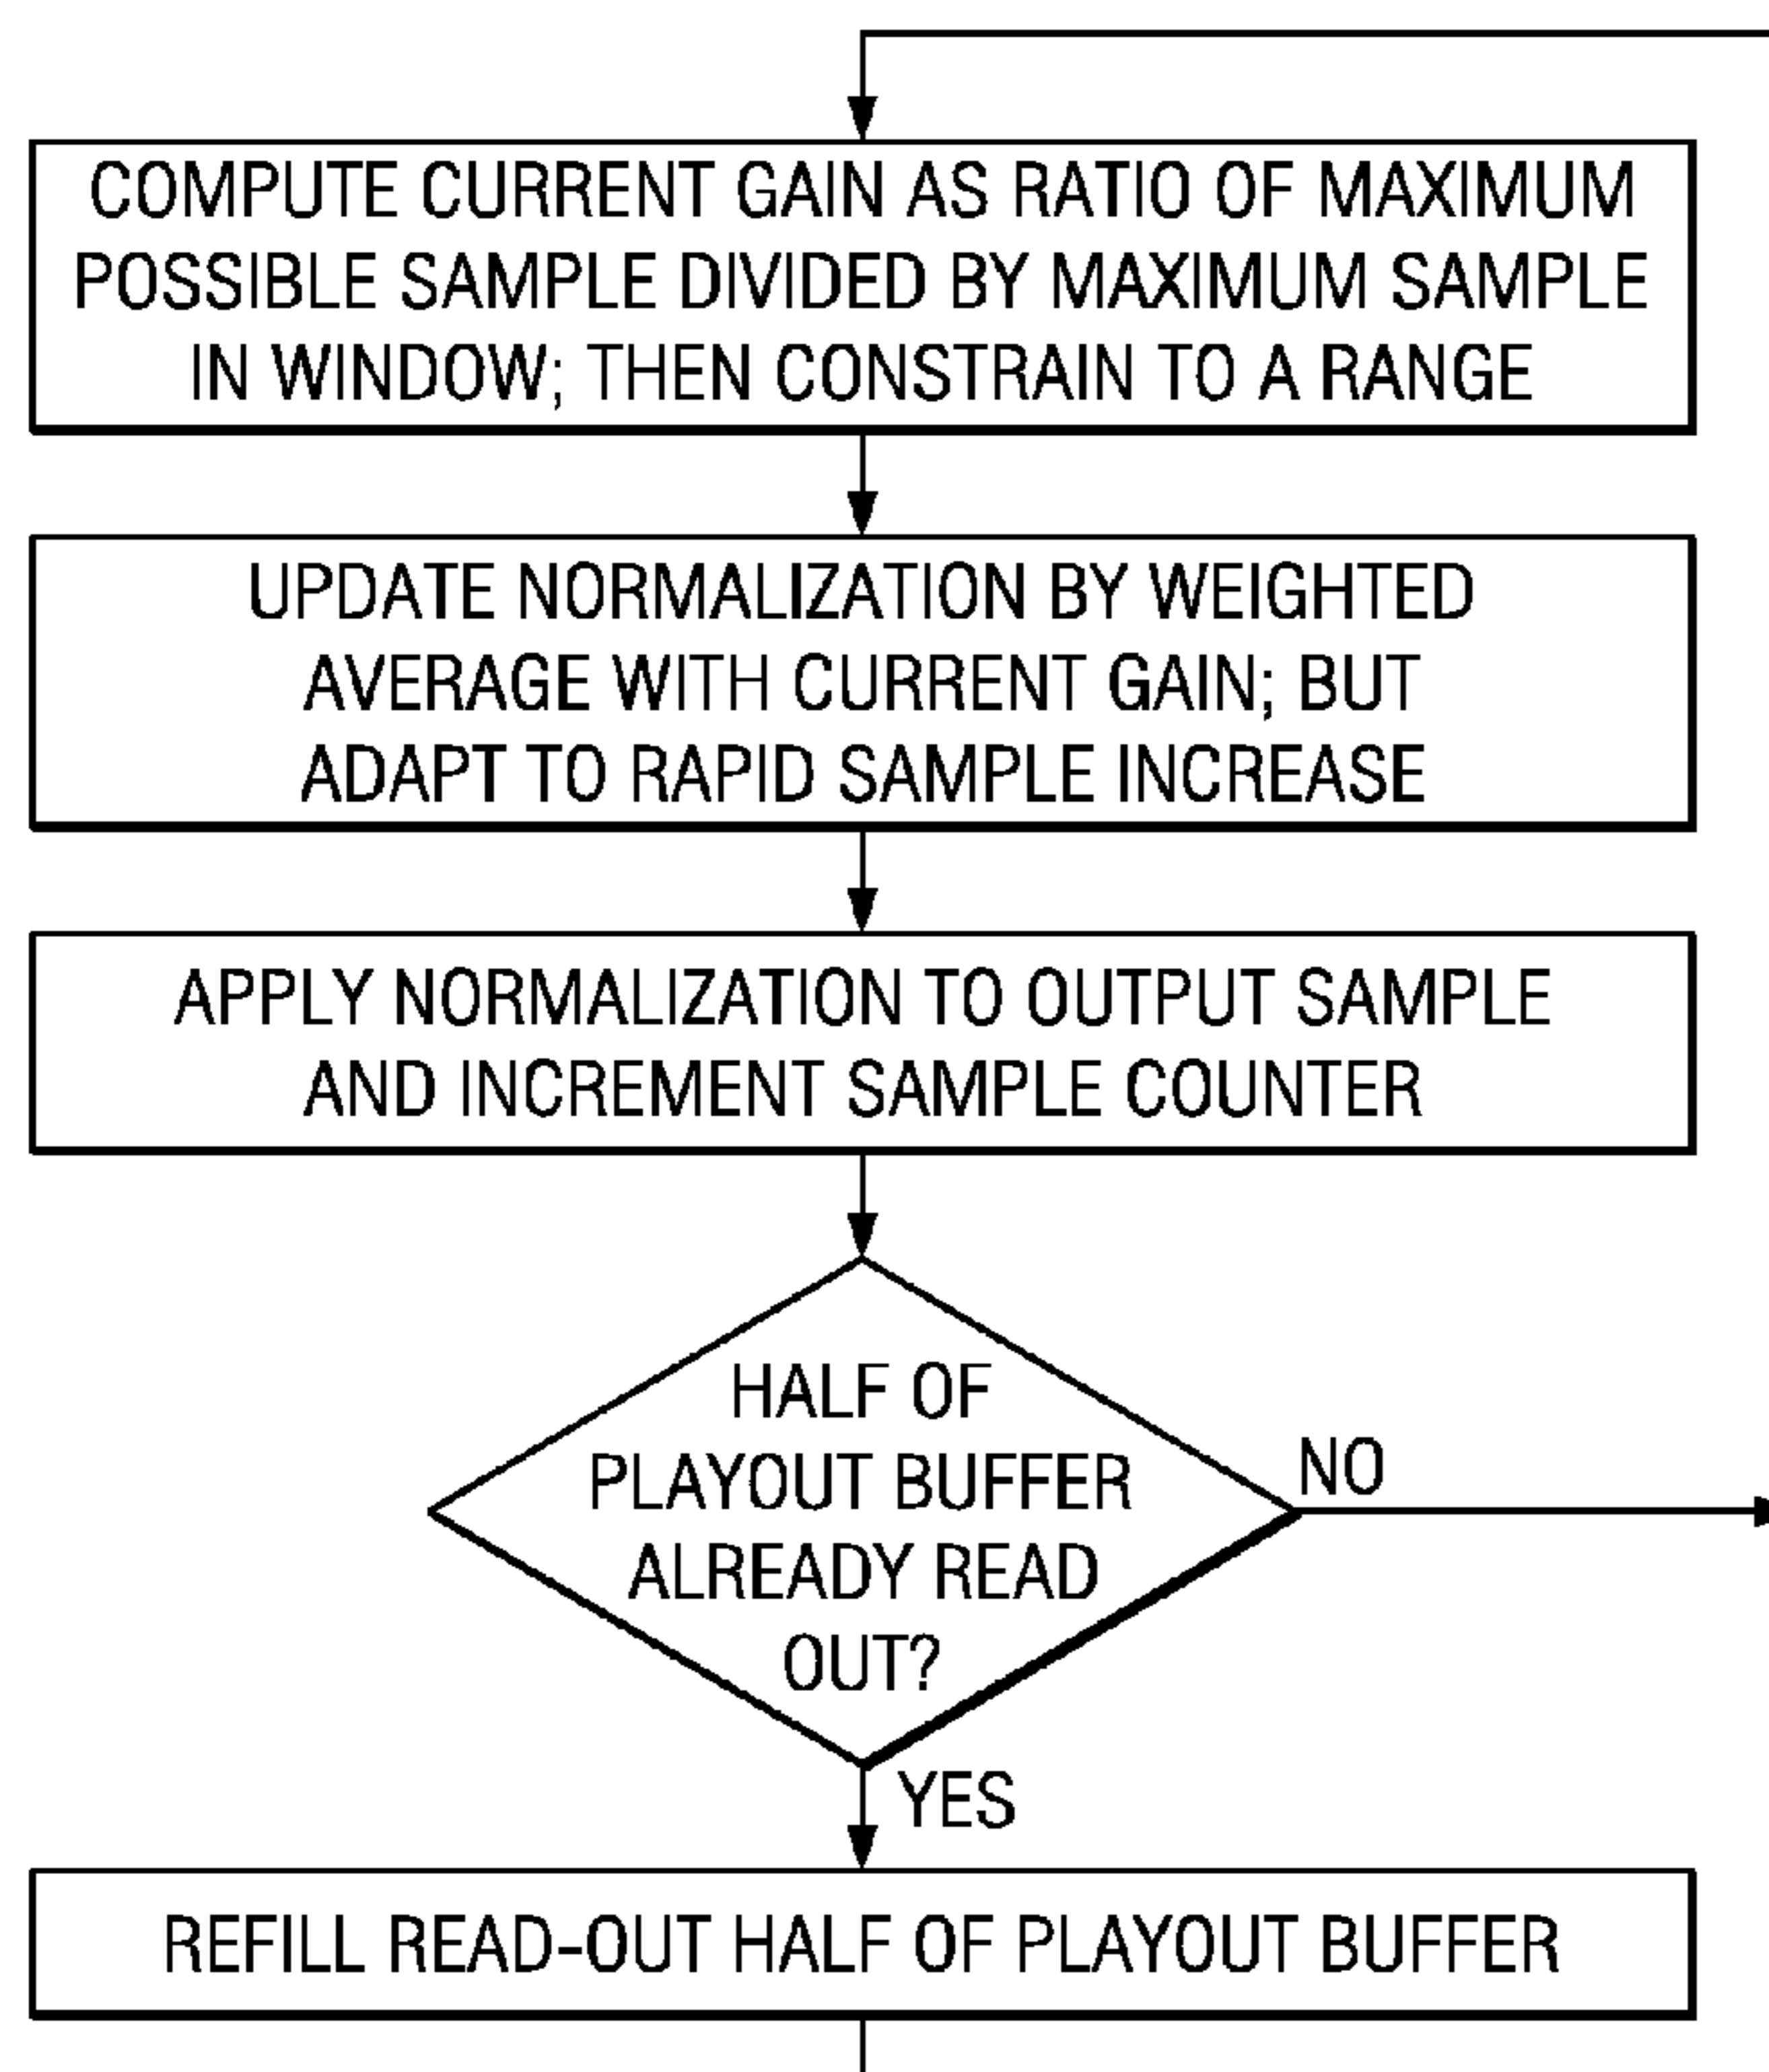 COMPUTE CURRENT GAIN AS RATIO OF MAXIMUM
POSSIBLE SAMPLE DIVIDED BY MAXIMUM SAMPLE
IN WINDOW; THEN CONSTRAIN TO A RANGE
UPDATE NORMALIZATION BY WEIGHTED
AVERAGE WITH CURRENT GAIN; BUT
ADAPT TO RAPID SAMPLE INCREASE
APPLY NORMALIZATION TO OUTPUT SAMPLE
AND INCREMENT SAMPLE COUNTER
HALF OF
PLAYOUT BUFFER
ALREADY READ
OUT?
NO
YES
REFILL READ-OUT HALF OF PLAYOUT BUFFER